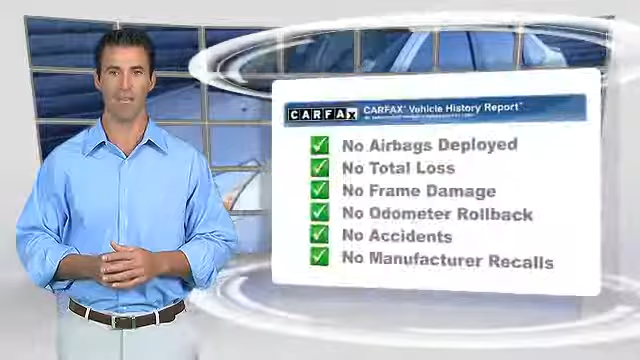 CARFAX CARFAX Vehicle History Report™
No Airbags Deployed
No Total Loss
No Frame Damage
No Odometer Rollback
No Accidents
No Manufacturer Recalls